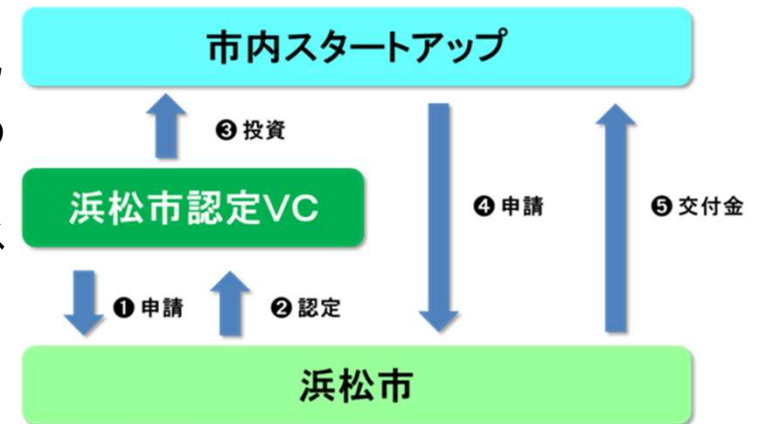 市内スタートアップ
❸ 投資
浜松市認定VC
❹ 申請
❺ 交付金
❶ 申請
❷ 認定
浜松市